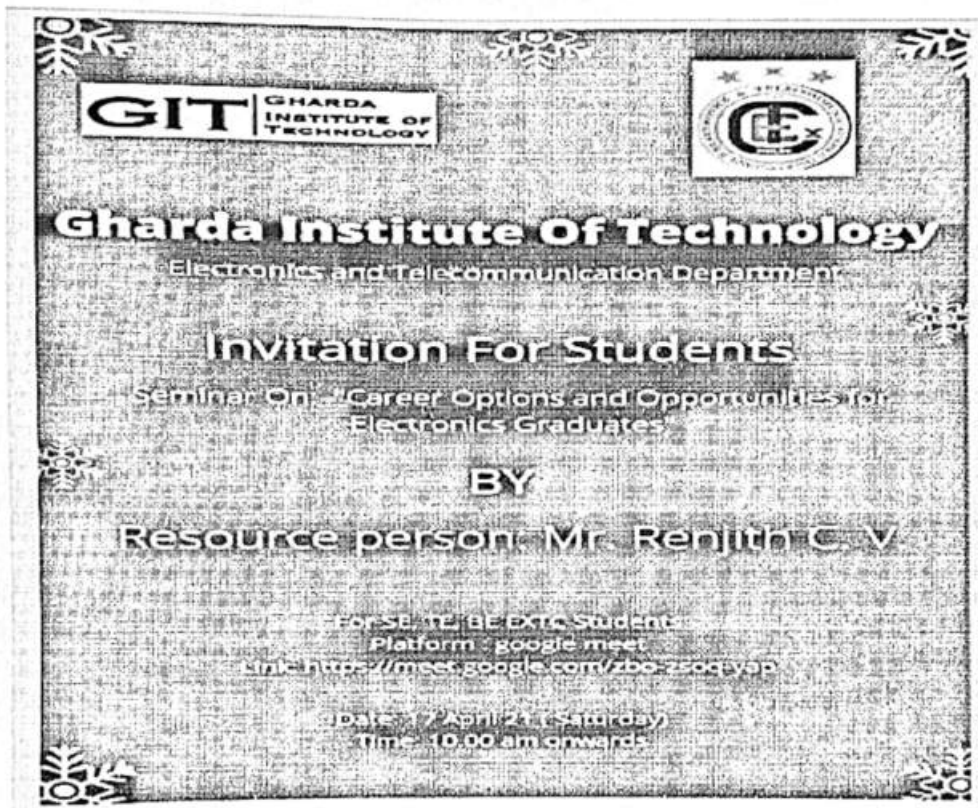 GIT GHARDA
INSTITUTE OF
TECHNOLOGY
Gharda Institute Of Technology
Electronics and Telecommunication Department
Invitation For Students
Seminar On: - "Career Options and Opportunities for
Electronics Graduates
BY
Resource person: Mr. Renjith C. V
For SE, TE, BE EXTC Students
Platform : google meet
Link: https://meet.google.com/zbo-zsoq-yap
Date: 17 April 21 ( Saturday)
Time- 10.00 am onwards